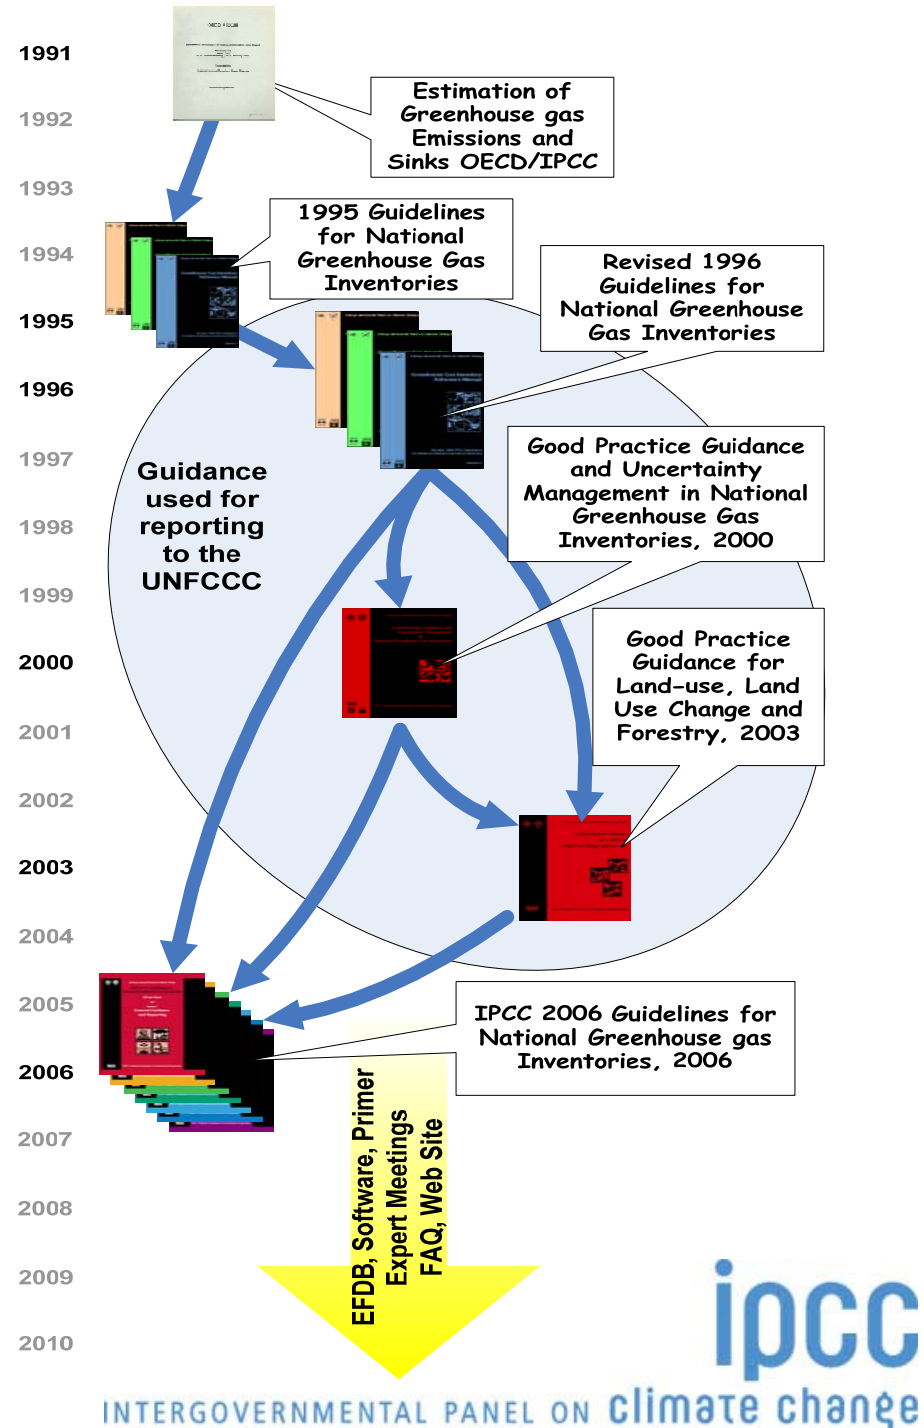 1991
Estimation of
Greenhouse gas
Emissions and
Sinks OECD/IPCC
1992
1993
1995 Guidelines
for National
Greenhouse Gas
Inventories
1994
Revised 1996
Guidelines for
National Greenhouse
Gas Inventories
1995
1996
1997
Good Practice Guidance
and Uncertainty
Management in National
Greenhouse Gas
Inventories, 2000
Guidance
used for
reporting
to the
UNFCCC
1998
1999
2000
Good Practice
Guidance for
Land-use, Land
Use Change and
Forestry, 2003
2001
2002
2003
2004
2005
IPCC 2006 Guidelines for
National Greenhouse gas
Inventories, 2006
2006
2007
EFDB, Software, Primer
Expert Meetings
FAQ, Web Site
2008
2009
2010
ipcc
INTERGOVERNMENTAL PANEL ON climate change